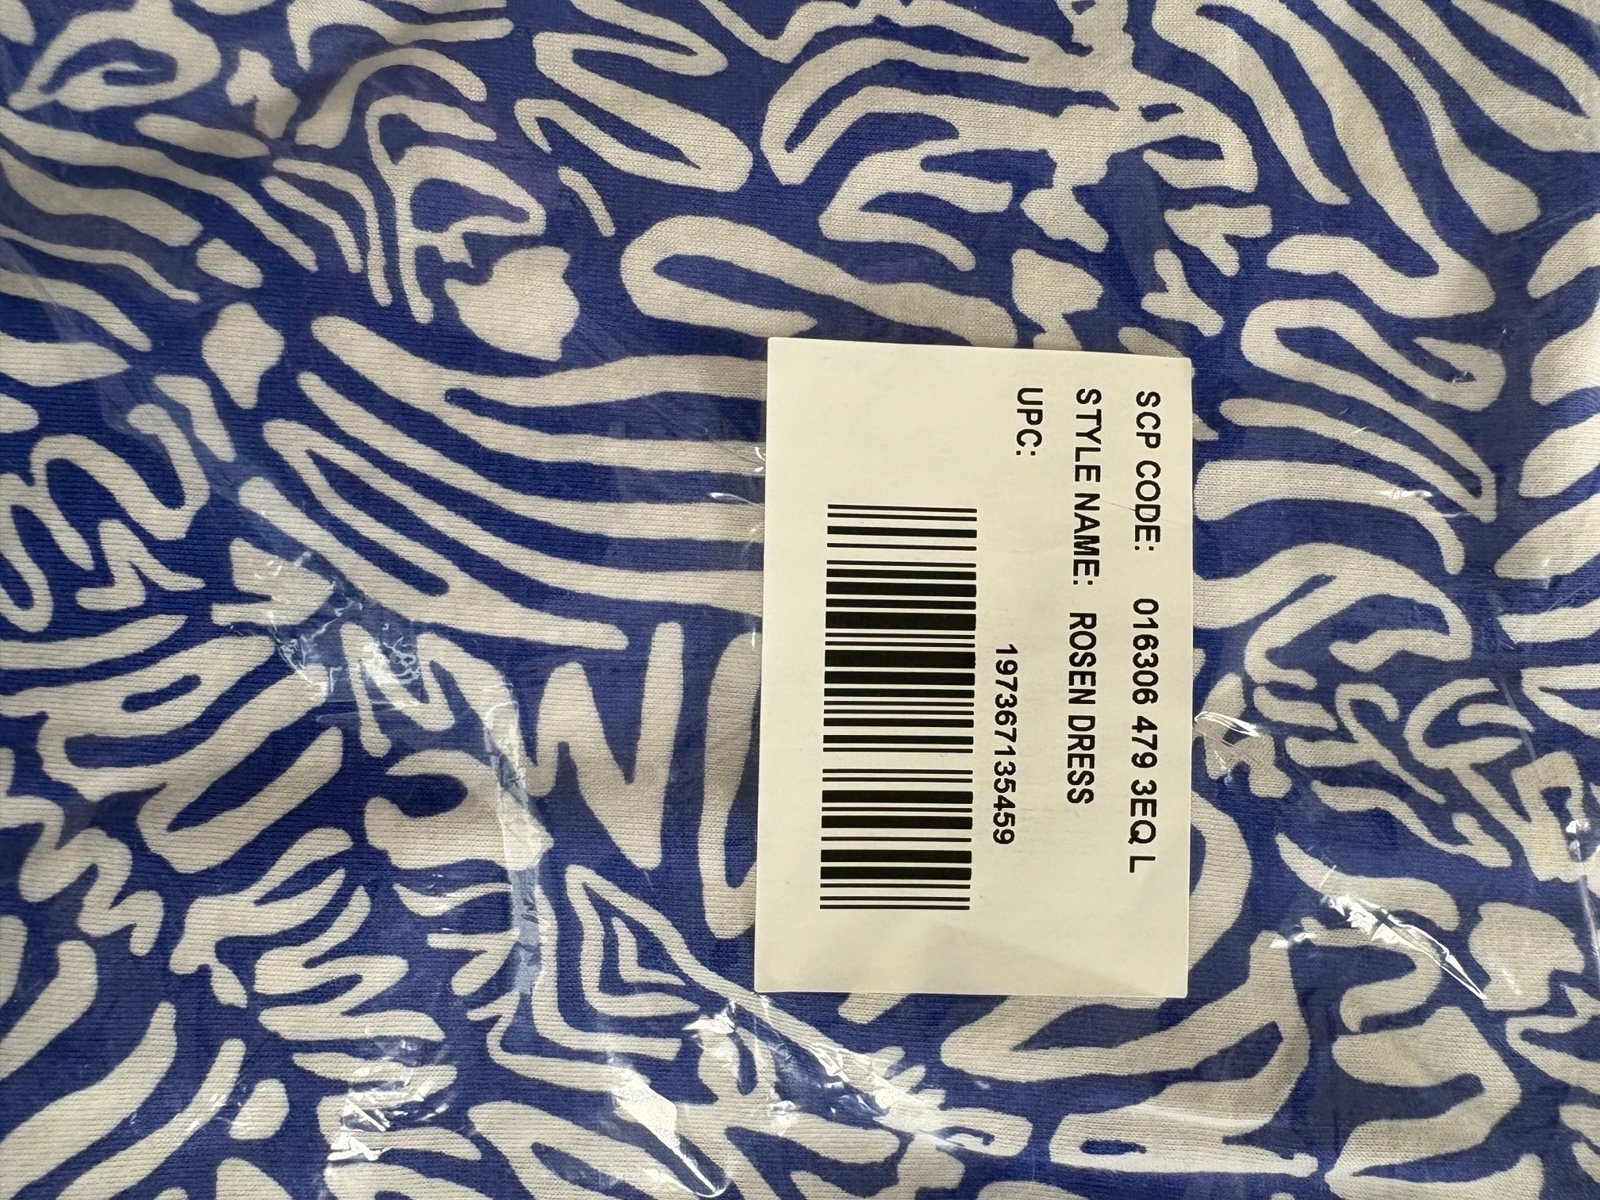 SCP CODE: 016306 479 3EQ L
STYLE NAME: ROSEN DRESS
UPC:
197367135459